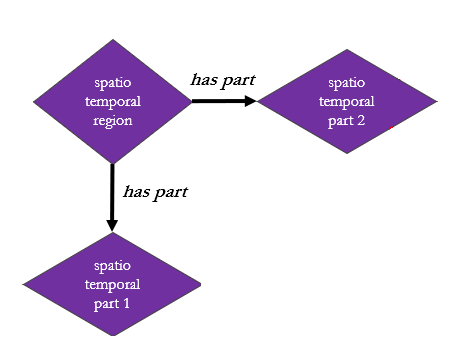 spatio
temporal
region
has part
spatio
temporal
part 2
has part
spatio
temporal
part 1